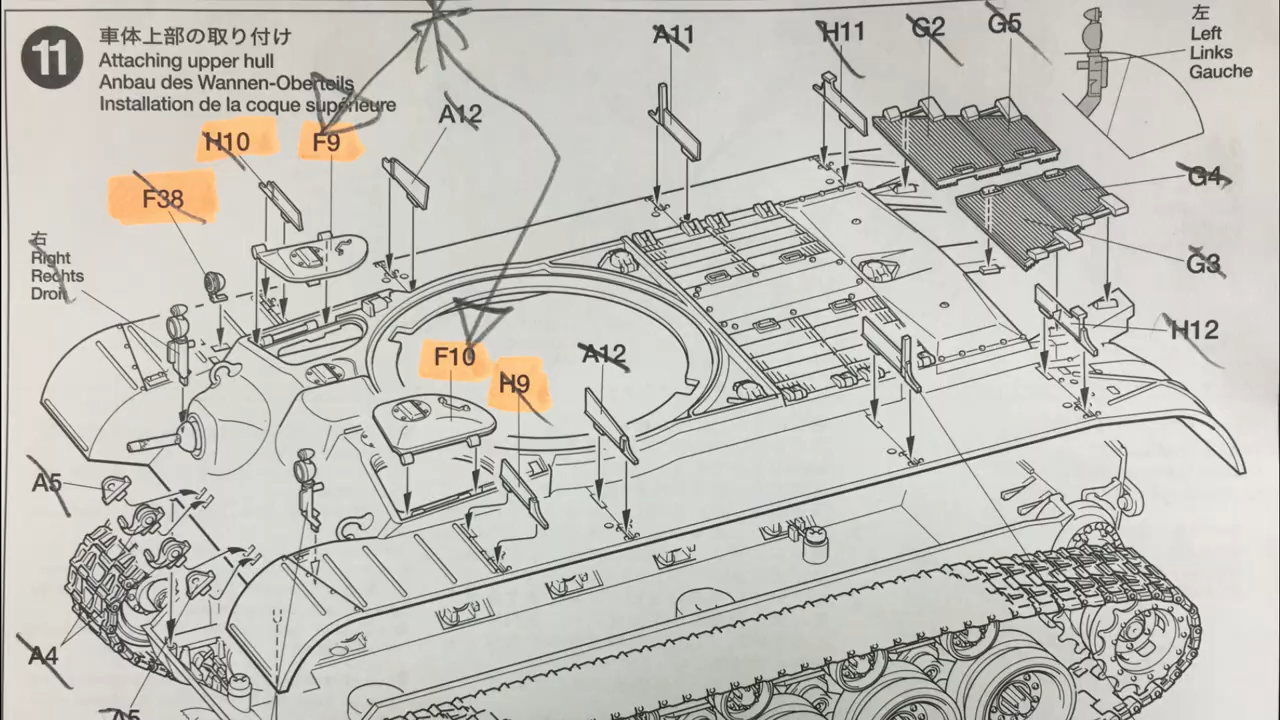 11
車体上部の取り付け
Attaching upper hull
Anbau des Wannen-Oberteils
Installation de la coque supérieure
A11
H11
G2
G5
左
Left
Links
Gauche
H10
F9
A12
F38
G4
右
Right
Rechts
Droit
G3
H12
F10
H9
A12
A5
A4
A5